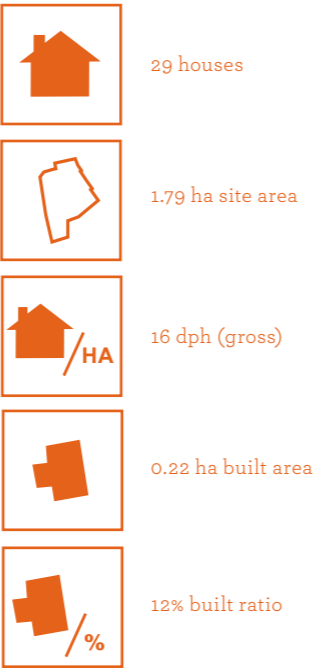 29 houses
1.79 ha site area
/HA
16 dph (gross)
0.22 ha built area
/%
12% built ratio